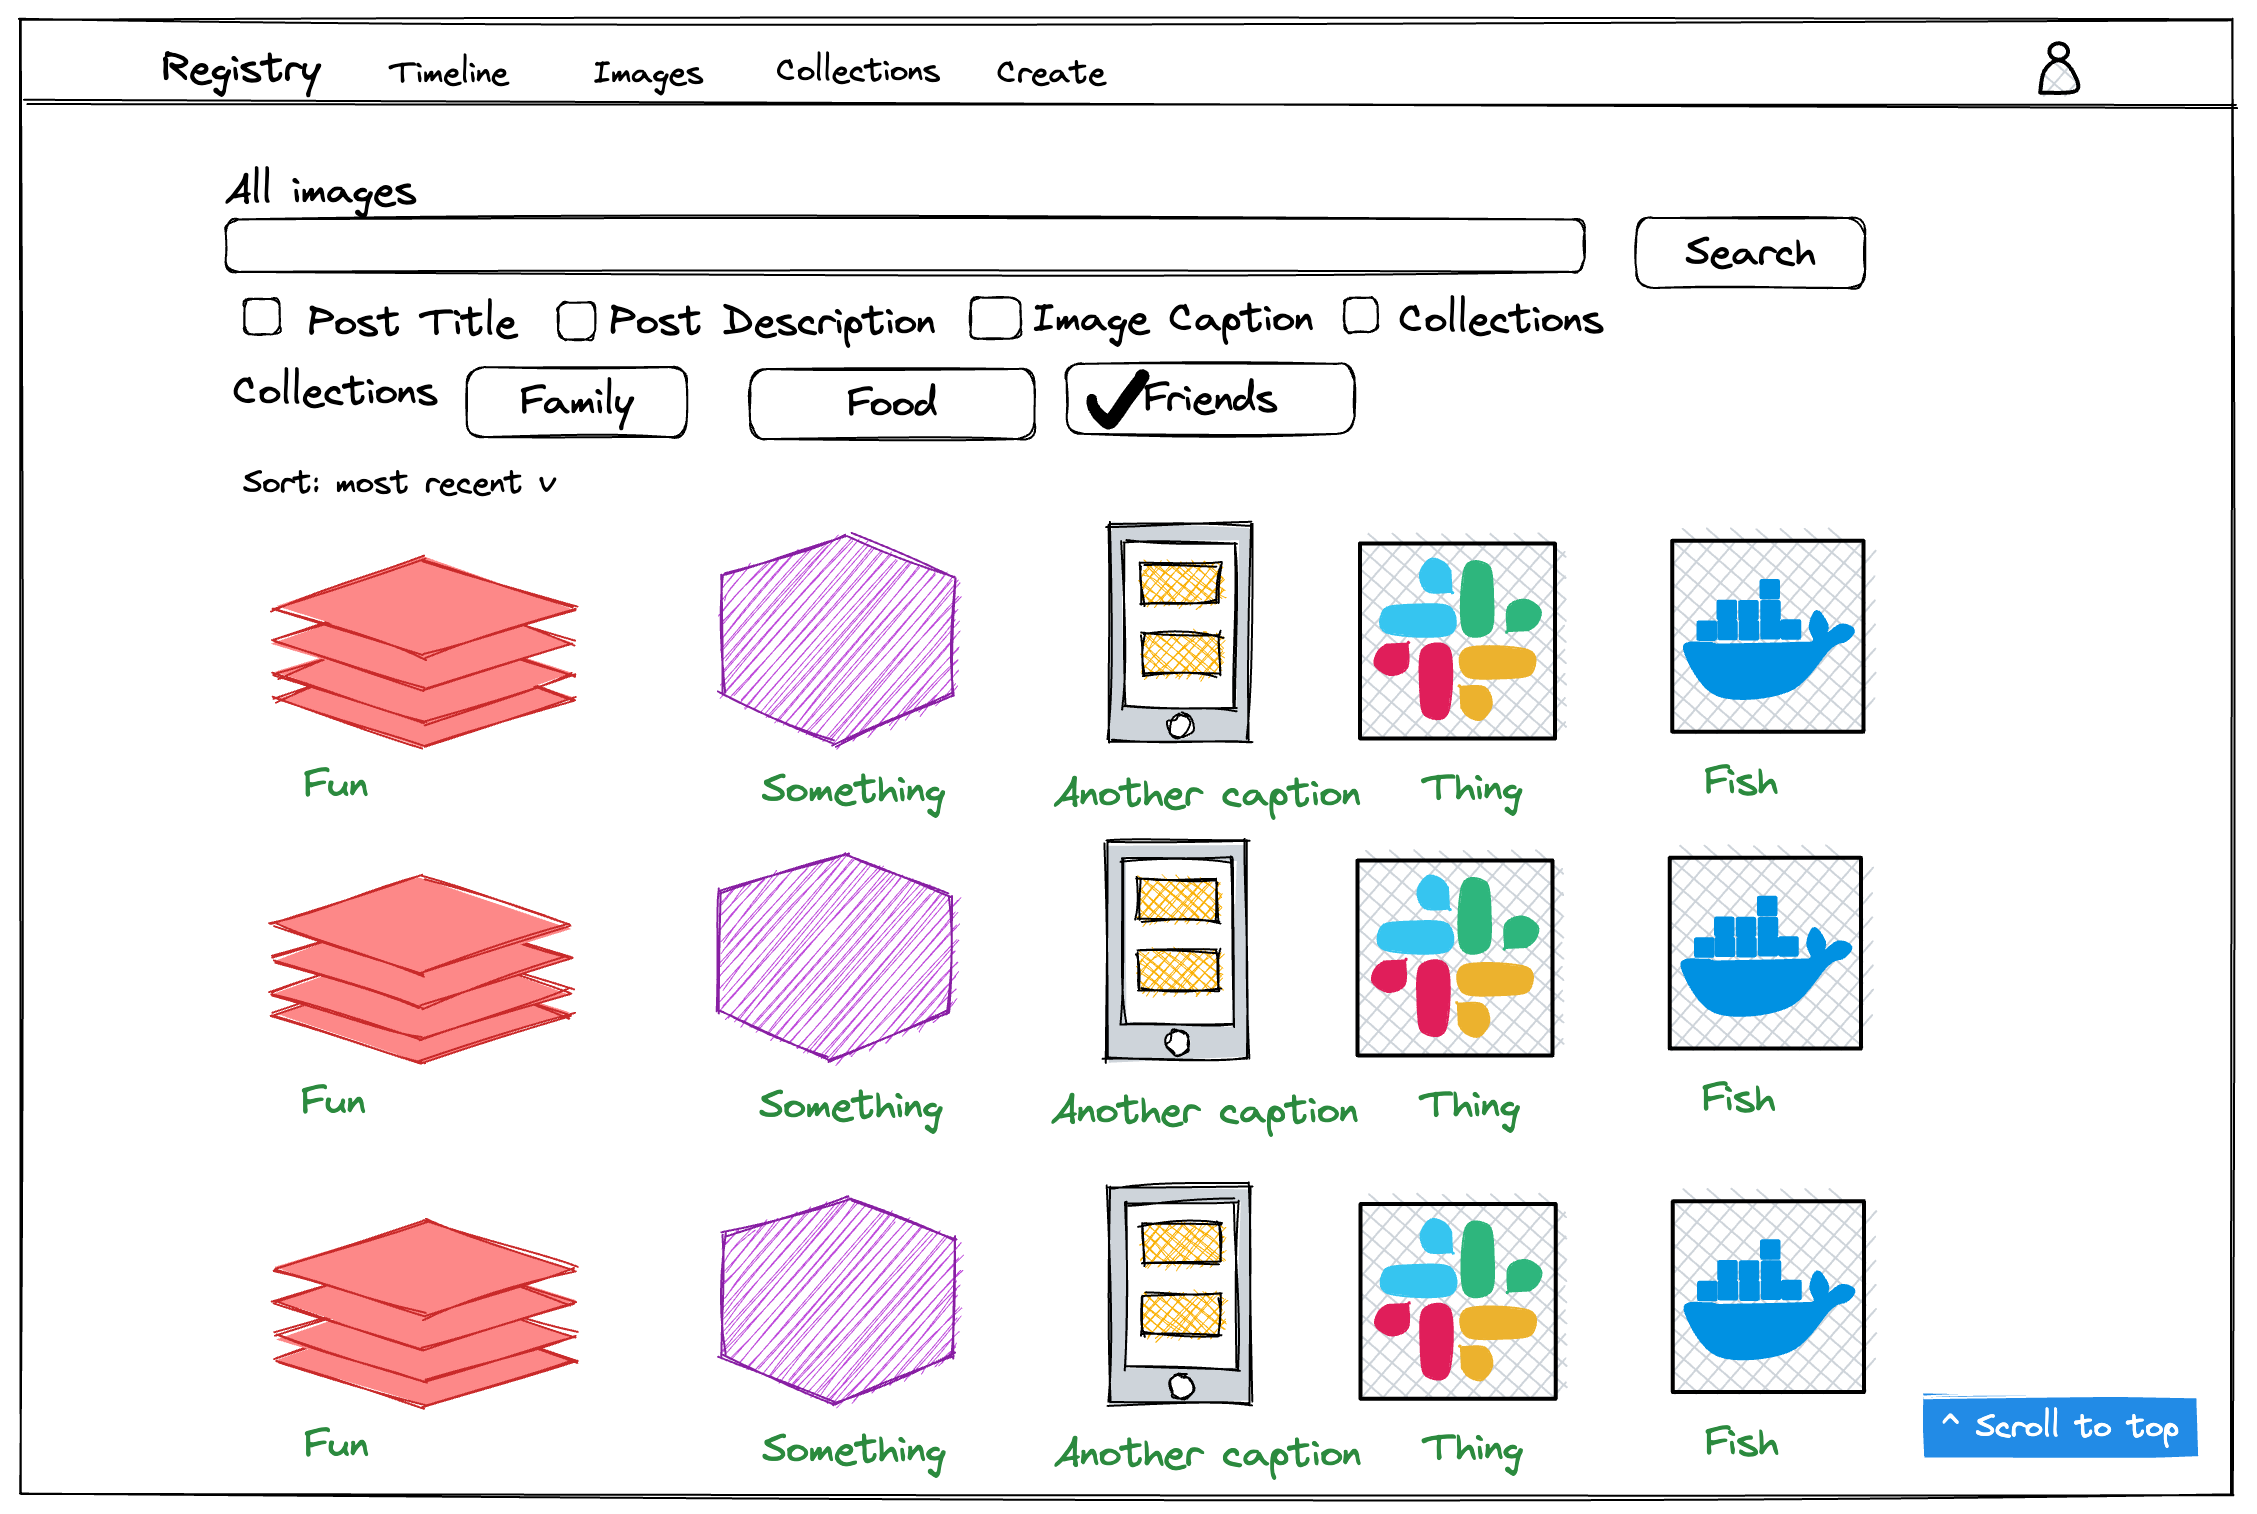 Registry Timeline Images Collections Create
All images
Search
Post Title Post Description Image Caption Collections
Collections Family Food Friends
Sort: most recent v
Fun Something Another caption Thing Fish
Fun Something Another caption Thing Fish
Fun Something Another caption Thing Fish
^ Scroll to top